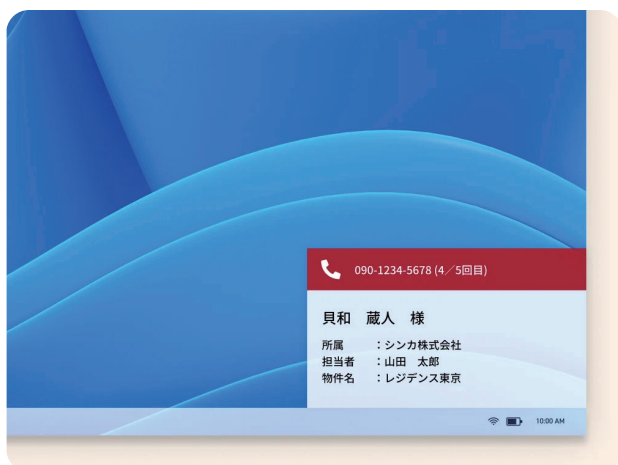 090-1234-5678 (4／5回目)
貝和　蔵人　様
所属　　：シンカ株式会社
担当者　：山田　太郎
物件名　：レジデンス東京
10:00 AM